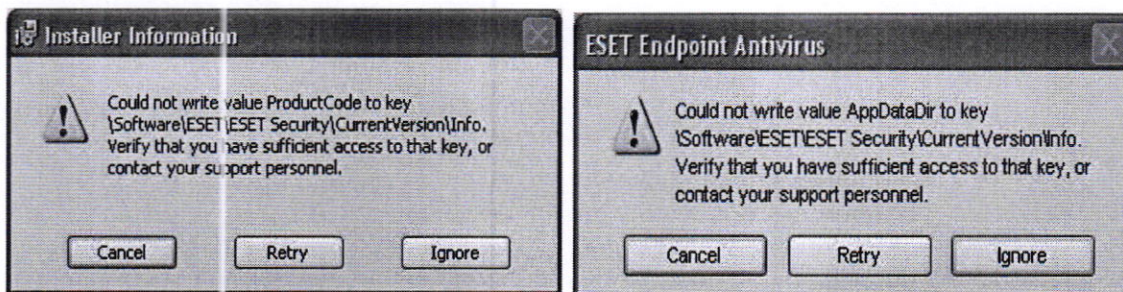 Installer Information
Could not write value ProductCode to key
\Software\ESET\ESET Security\CurrentVersion\Info.
Verify that you have sufficient access to that key, or
contact your support personnel.
Cancel
Retry
Ignore
ESET Endpoint Antivirus
Could not write value AppDataDir to key
\Software\ESET\ESET Security\CurrentVersion\Info.
Verify that you have sufficient access to that key, or
contact your support personnel.
Cancel
Retry
Ignore